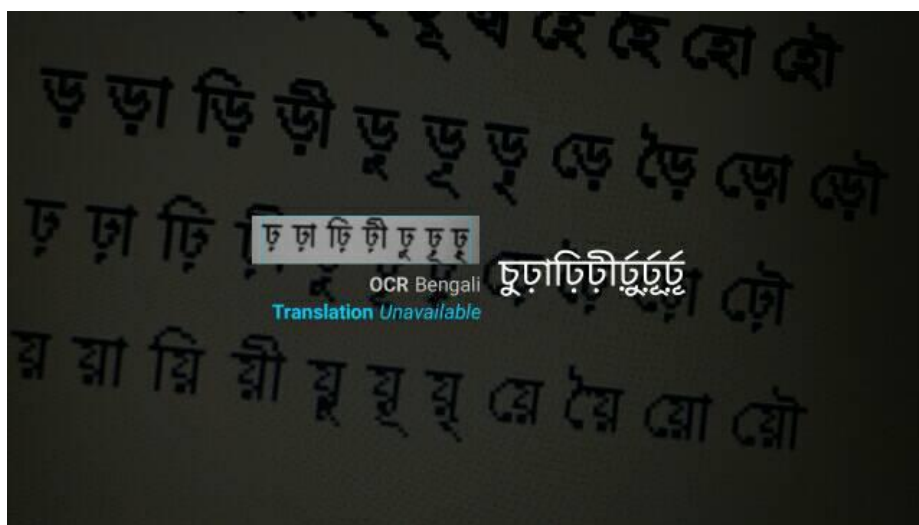 হে হৈ হো হৌ
ড় ড়া ড়ি ড়ী ড়ু ড়ূ ড়ৃ ড়ে ড়ৈ ড়ো ড়ৌ
ঢ় ঢ়া ঢ়ি ঢ়ো ঢ়ৌ
ঢ় ঢ়া ঢ়ি ঢ়ী ঢ়ু ঢ়ূ ঢ়ৃ
OCR Bengali
Translation Unavailable
য় য়া য়ি য়ী য়ু য়ূ য়ৃ য়ে য়ৈ য়ো য়ৌ